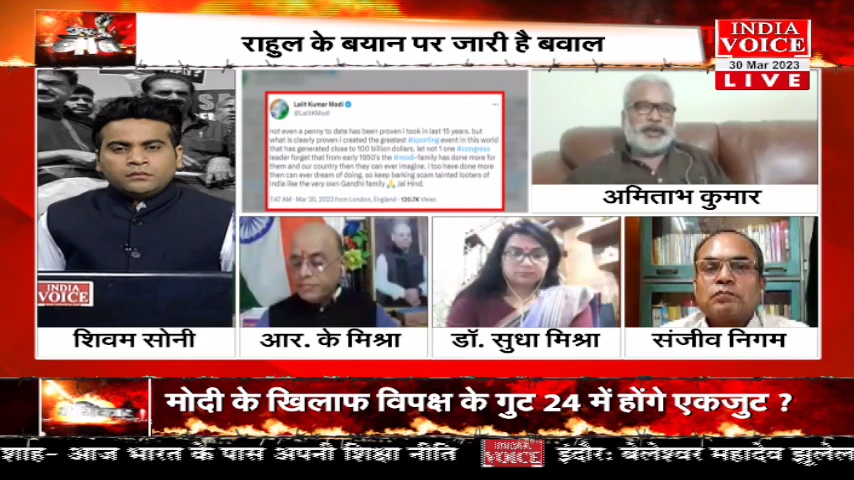 राहुल के बयान पर जारी है बवाल
INDIA
VOICE
30 Mar 2023
LIVE
Lalit Kumar Modi
@LalitKModi
not even a penny to date has been proven i took in last 15 years. but
what is clearly proven i created the greatest #sporting event in this world
that has generated close to 100 billion dollars. let not 1 one #congress
leader forget that from early 1950's the #modi-family has done more for
them and our country then they can ever imagine. i too have done more
then can ever dream of doing. so keep barking scam tainted looters of
india like the very own Gandhi family 🙏 Jai Hind.
7:47 AM · Mar 30, 2023 from London, England · 120.7K Views
अमिताभ कुमार
INDIA
VOICE
शिवम सोनी
आर. के मिश्रा
डॉ. सुधा मिश्रा
संजीव निगम
मोदी के खिलाफ विपक्ष के गुट 24 में होंगे एकजुट ?
शाह- आज भारत के पास अपनी शिक्षा नीति
VOICE
इंदौर: बेलेश्वर महादेव झूलेल